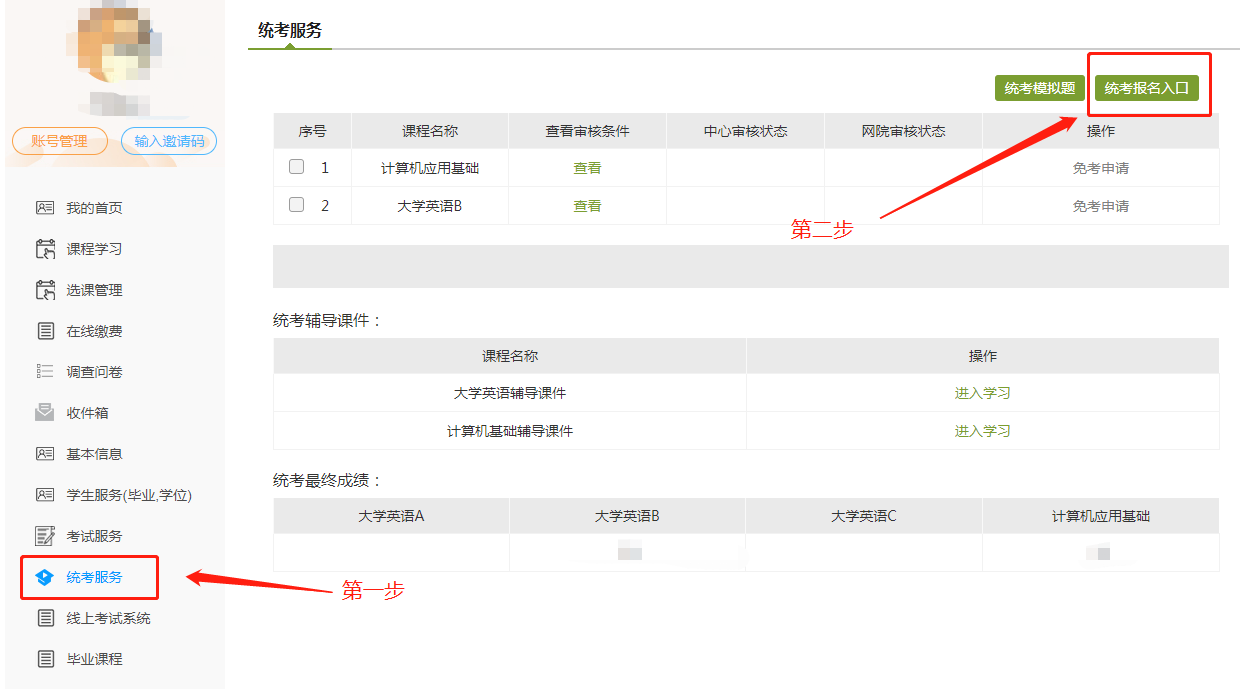 账号管理 输入邀请码
我的首页
课程学习
选课管理
在线缴费
调查问卷
收件箱
基本信息
学生服务(毕业,学位)
考试服务
统考服务
线上考试系统
毕业课程
第一步
统考服务
统考模拟题 统考报名入口
序号 课程名称 查看审核条件 中心审核状态 网院审核状态 操作
1 计算机应用基础 查看 免考申请
2 大学英语B 查看 免考申请
第二步
统考辅导课件：
课程名称 操作
大学英语辅导课件 进入学习
计算机基础辅导课件 进入学习
统考最终成绩：
大学英语A 大学英语B 大学英语C 计算机应用基础